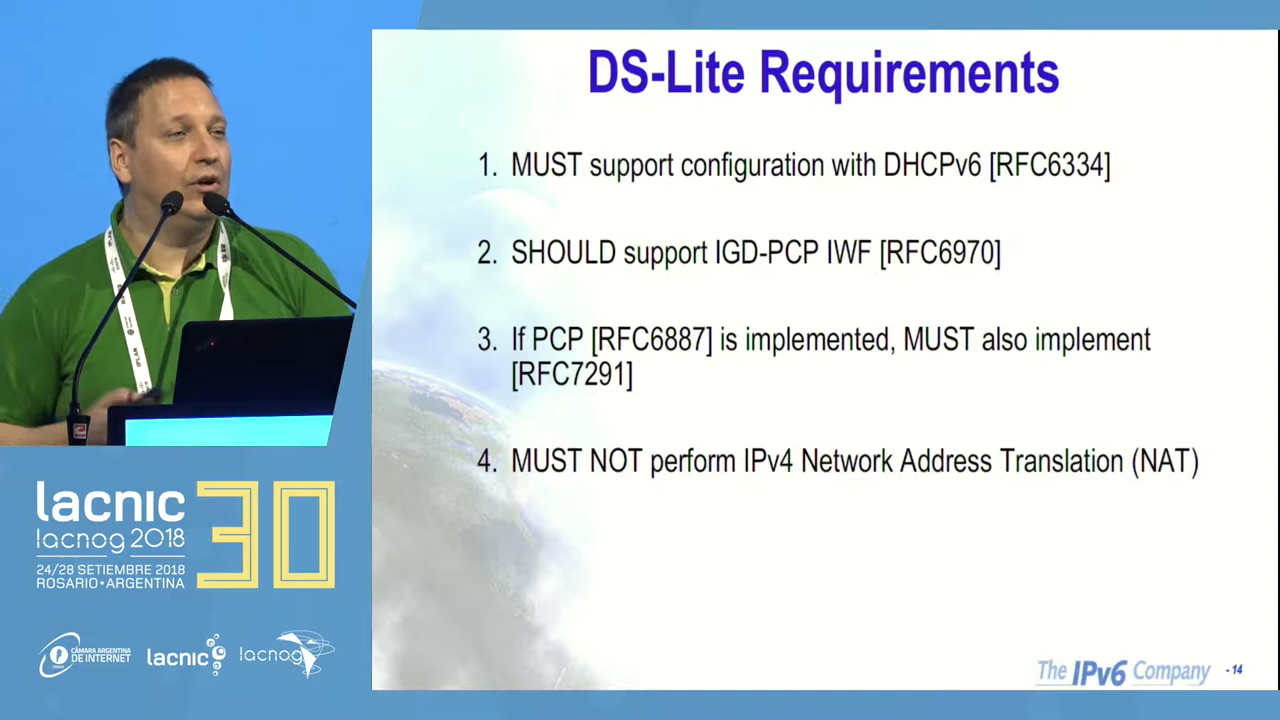 DS-Lite Requirements
1. MUST support configuration with DHCPv6 [RFC6334]
2. SHOULD support IGD-PCP IWF [RFC6970]
3. If PCP [RFC6887] is implemented, MUST also implement
[RFC7291]
4. MUST NOT perform IPv4 Network Address Translation (NAT)
The IPv6 Company
- 14
IPLAN
lacnic 30
lacnog 2018
24/28 SETIEMBRE 2018
ROSARIO • ARGENTINA
CÁMARA ARGENTINA
DE INTERNET
lacnic
lacnog